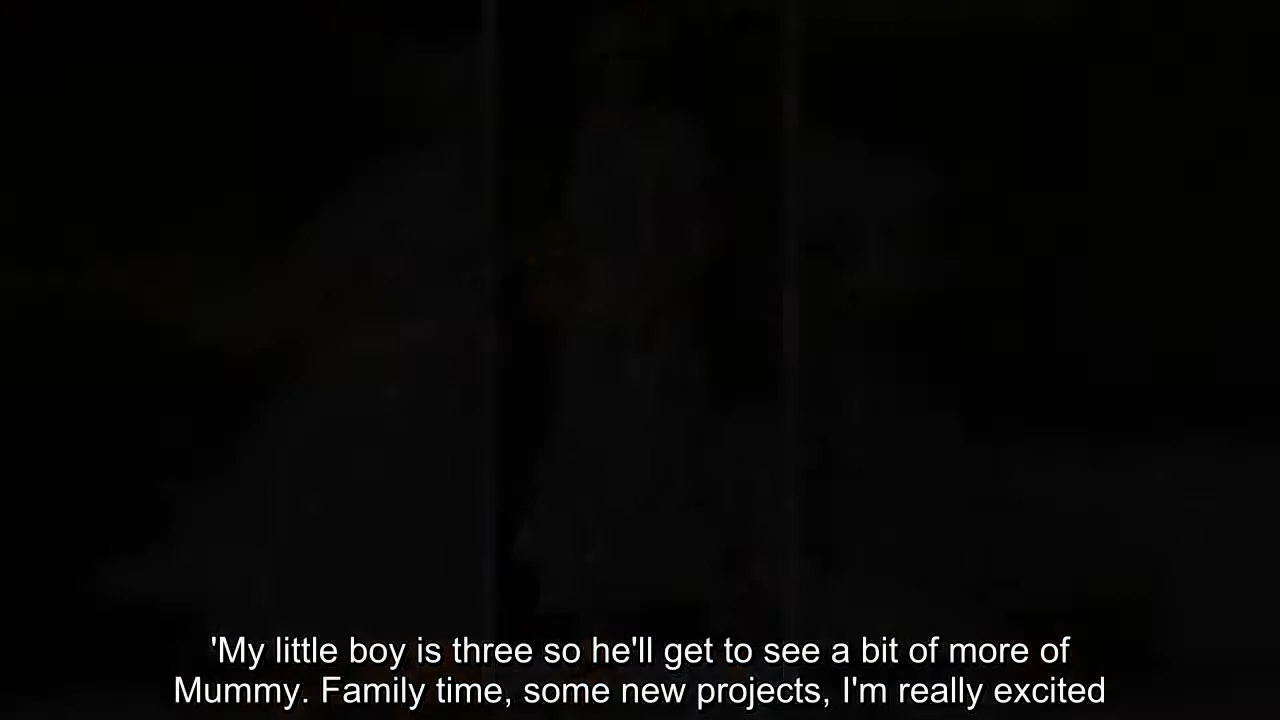 'My little boy is three so he'll get to see a bit of more of
Mummy. Family time, some new projects, I'm really excited